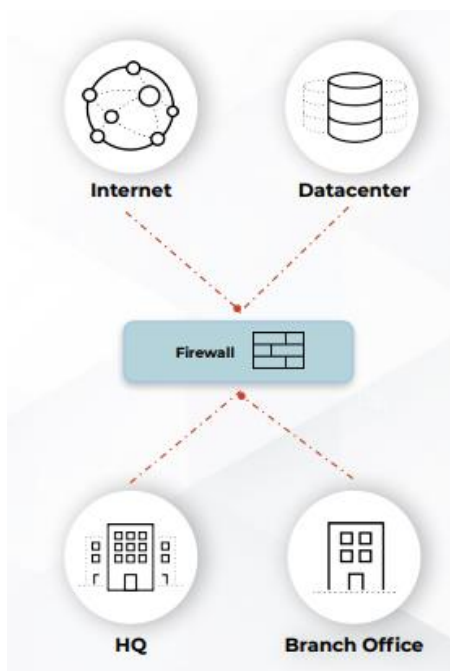 Internet
Datacenter
Firewall
HQ
Branch Office